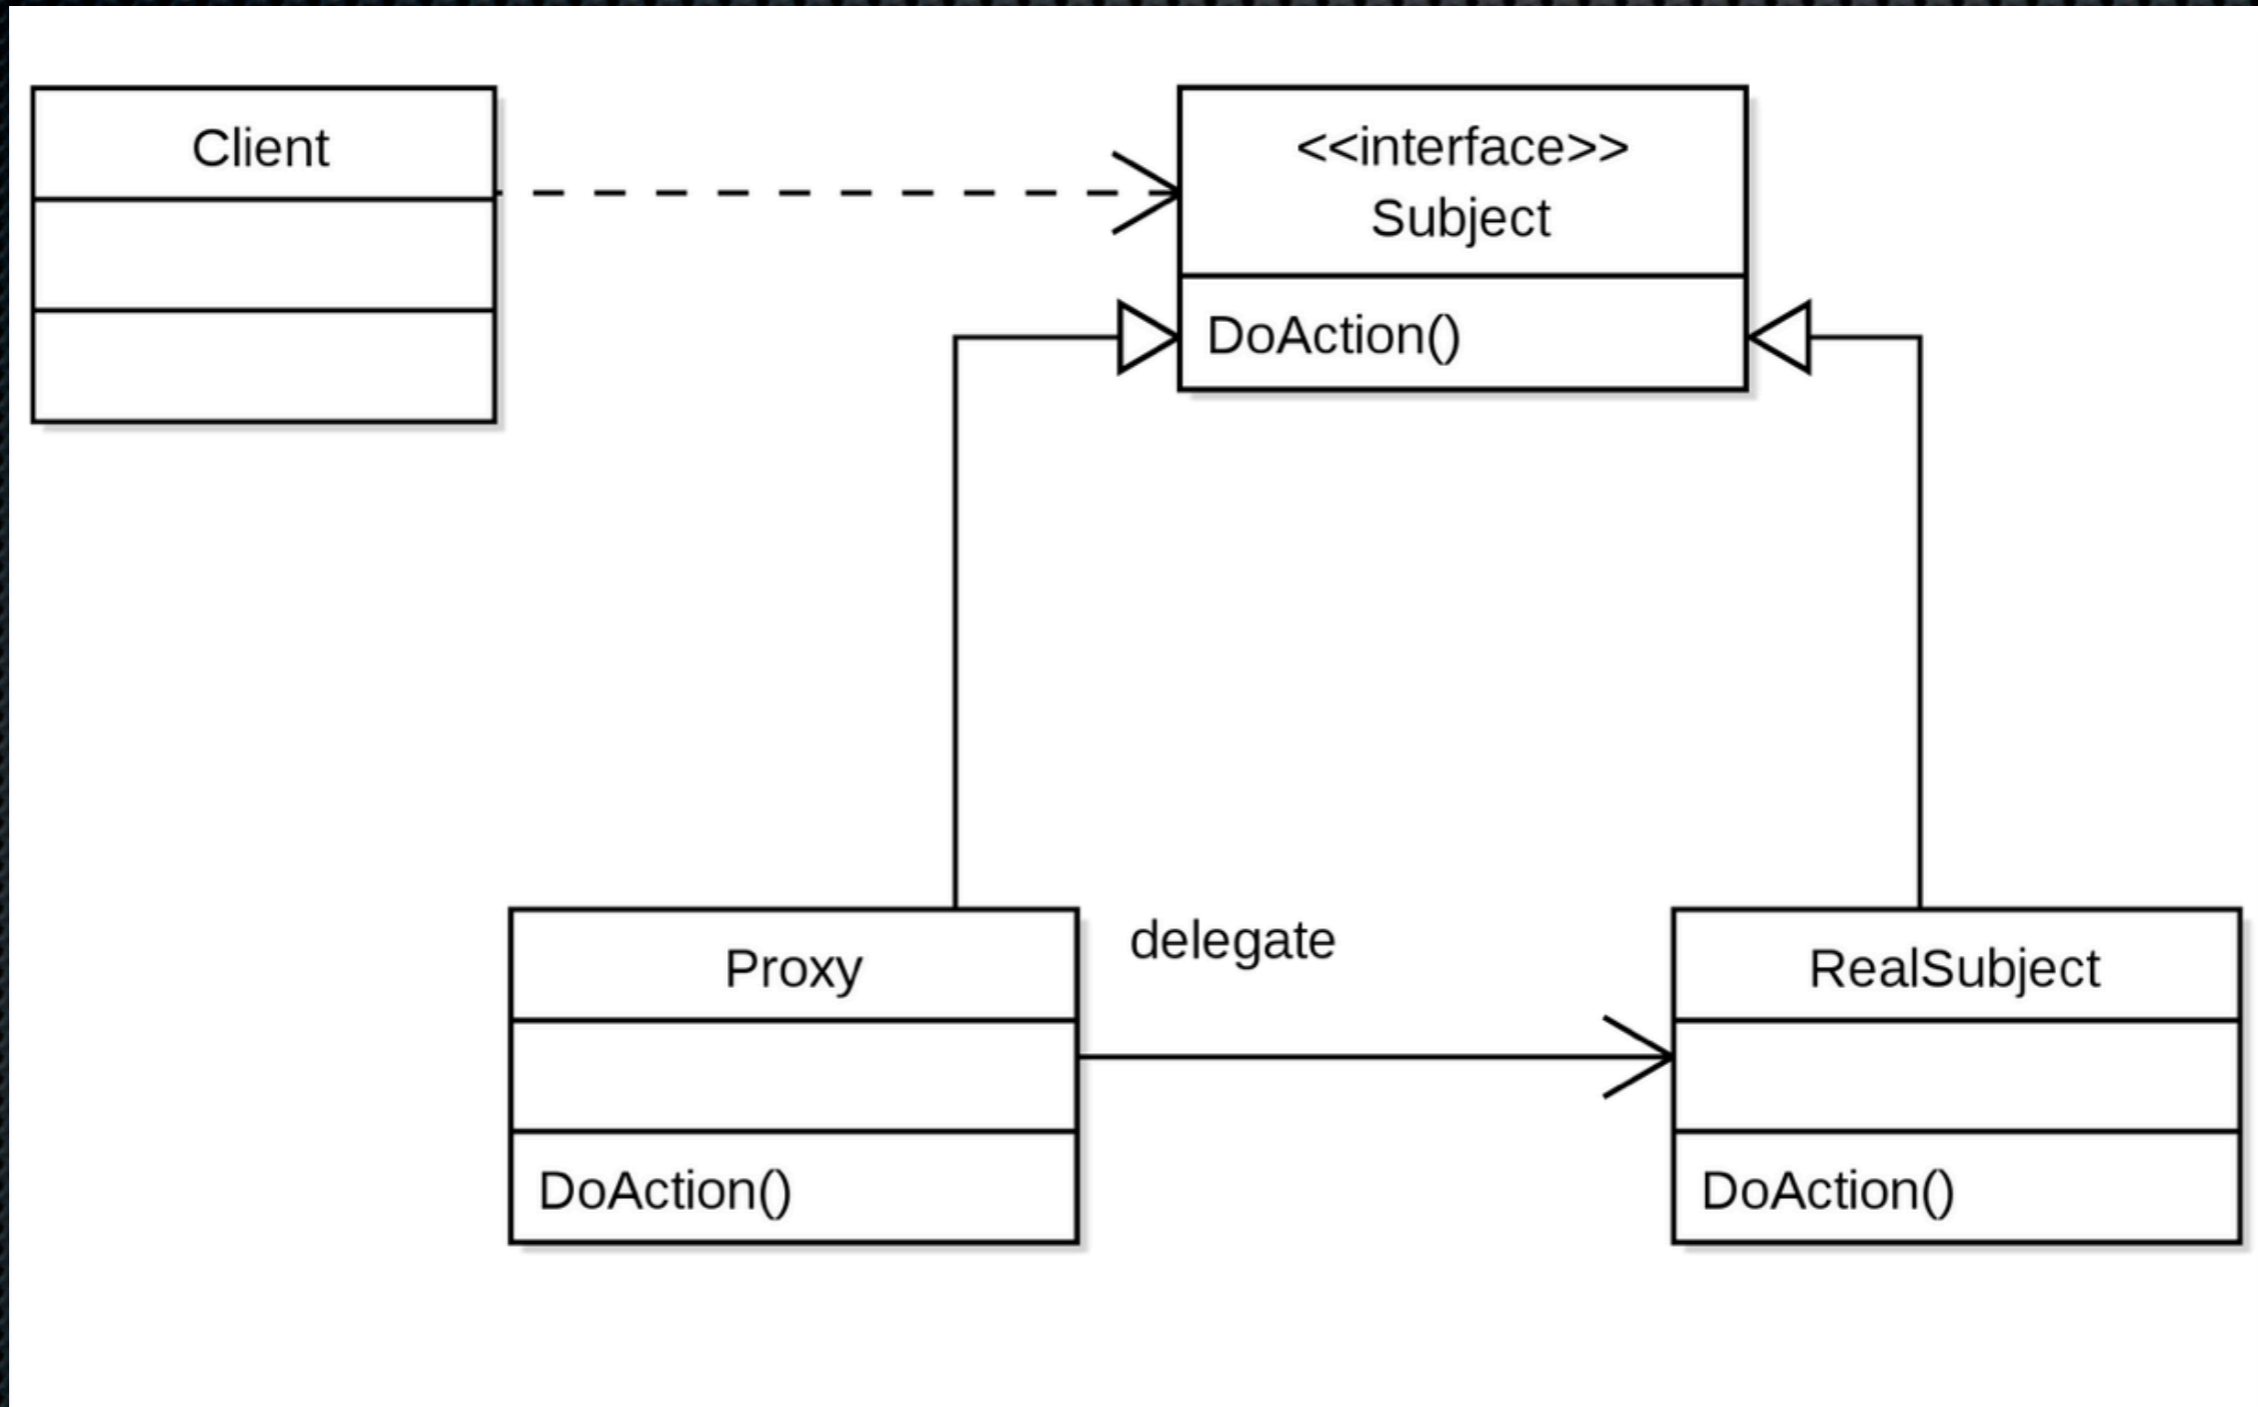 Client
<<interface>>
Subject
DoAction()
Proxy
DoAction()
delegate
RealSubject
DoAction()